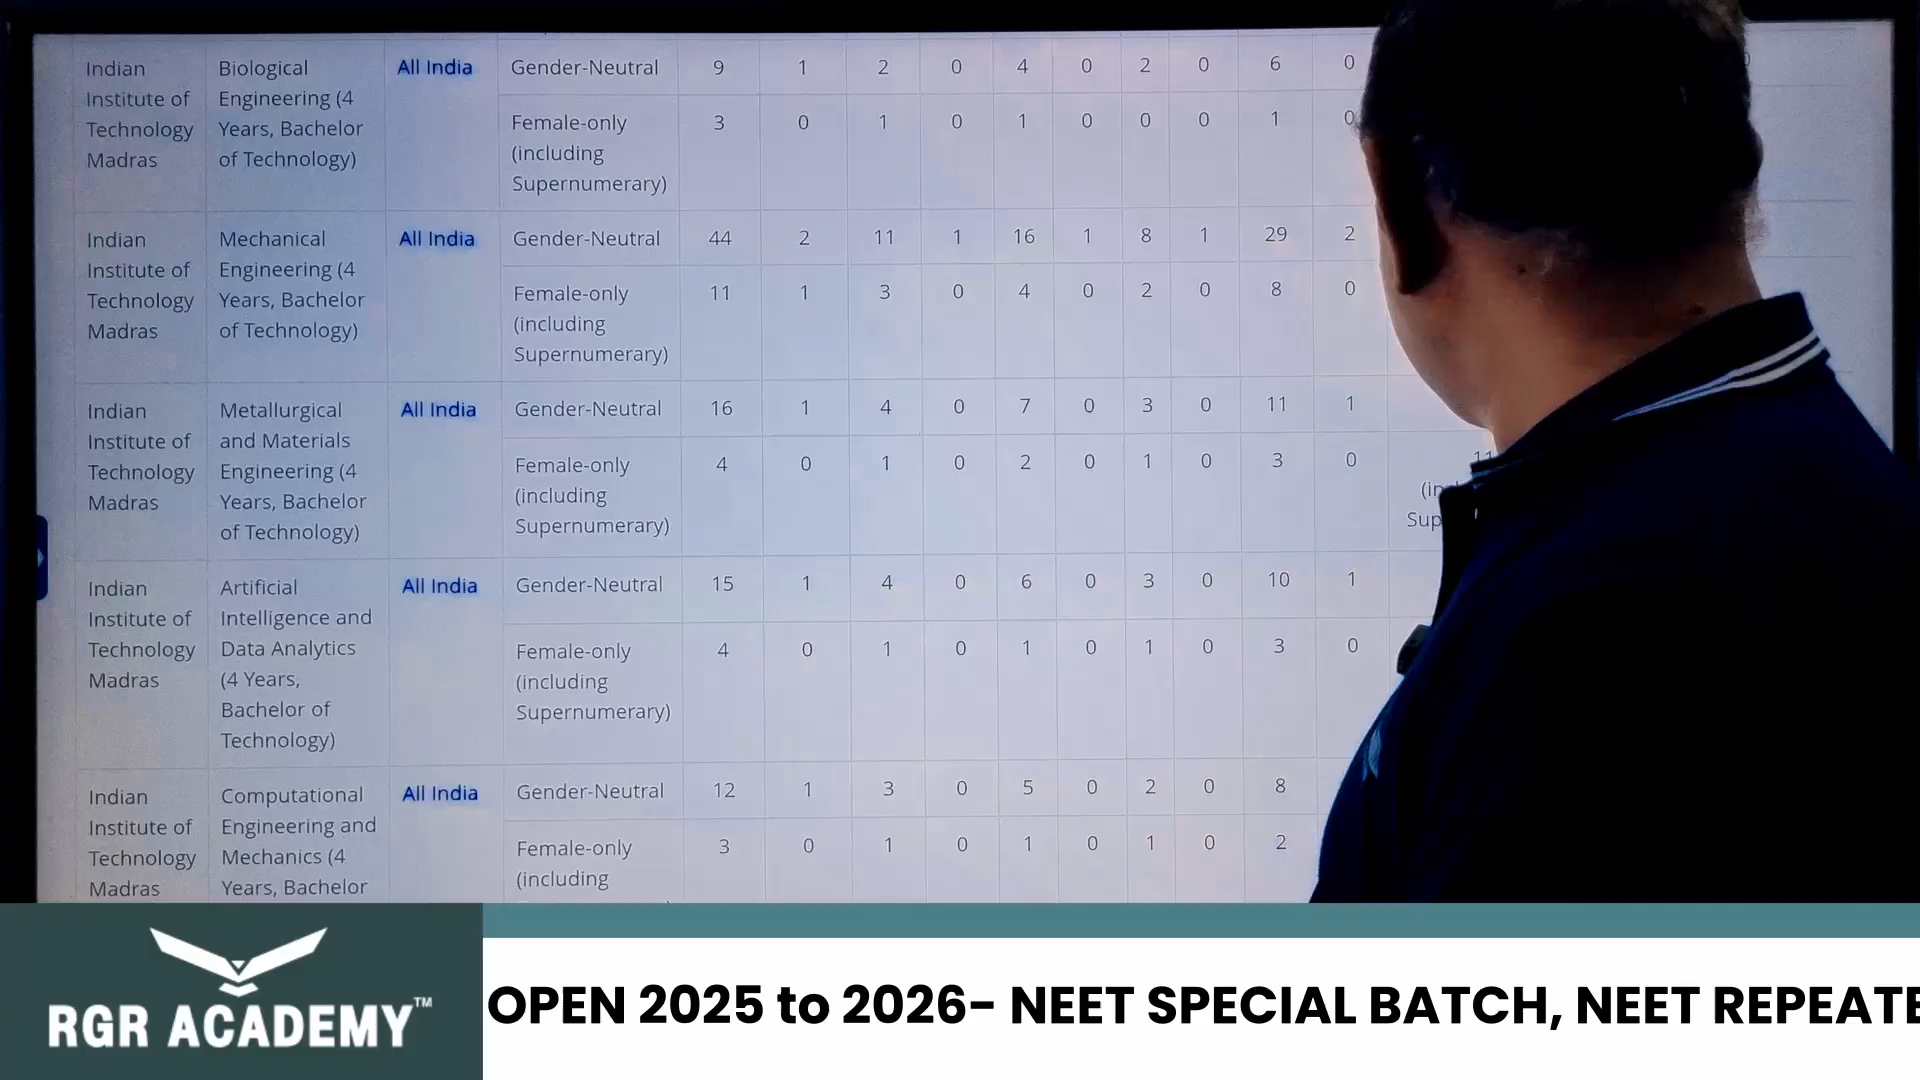 Indian Institute of Technology Madras
Biological Engineering (4 Years, Bachelor of Technology)
All India
Gender-Neutral 9 1 2 0 4 0 2 0 6 0
Female-only (including Supernumerary) 3 0 1 0 1 0 0 0 1 0
Indian Institute of Technology Madras
Mechanical Engineering (4 Years, Bachelor of Technology)
All India
Gender-Neutral 44 2 11 1 16 1 8 1 29 2
Female-only (including Supernumerary) 11 1 3 0 4 0 2 0 8 0
Indian Institute of Technology Madras
Metallurgical and Materials Engineering (4 Years, Bachelor of Technology)
All India
Gender-Neutral 16 1 4 0 7 0 3 0 11 1
Female-only (including Supernumerary) 4 0 1 0 2 0 1 0 3 0
Indian Institute of Technology Madras
Artificial Intelligence and Data Analytics (4 Years, Bachelor of Technology)
All India
Gender-Neutral 15 1 4 0 6 0 3 0 10 1
Female-only (including Supernumerary) 4 0 1 0 1 0 1 0 3 0
Indian Institute of Technology Madras
Computational Engineering and Mechanics (4 Years, Bachelor
All India
Gender-Neutral 12 1 3 0 5 0 2 0 8
Female-only (including 3 0 1 0 1 0 1 0 2
RGR ACADEMY™
OPEN 2025 to 2026- NEET SPECIAL BATCH, NEET REPEATE